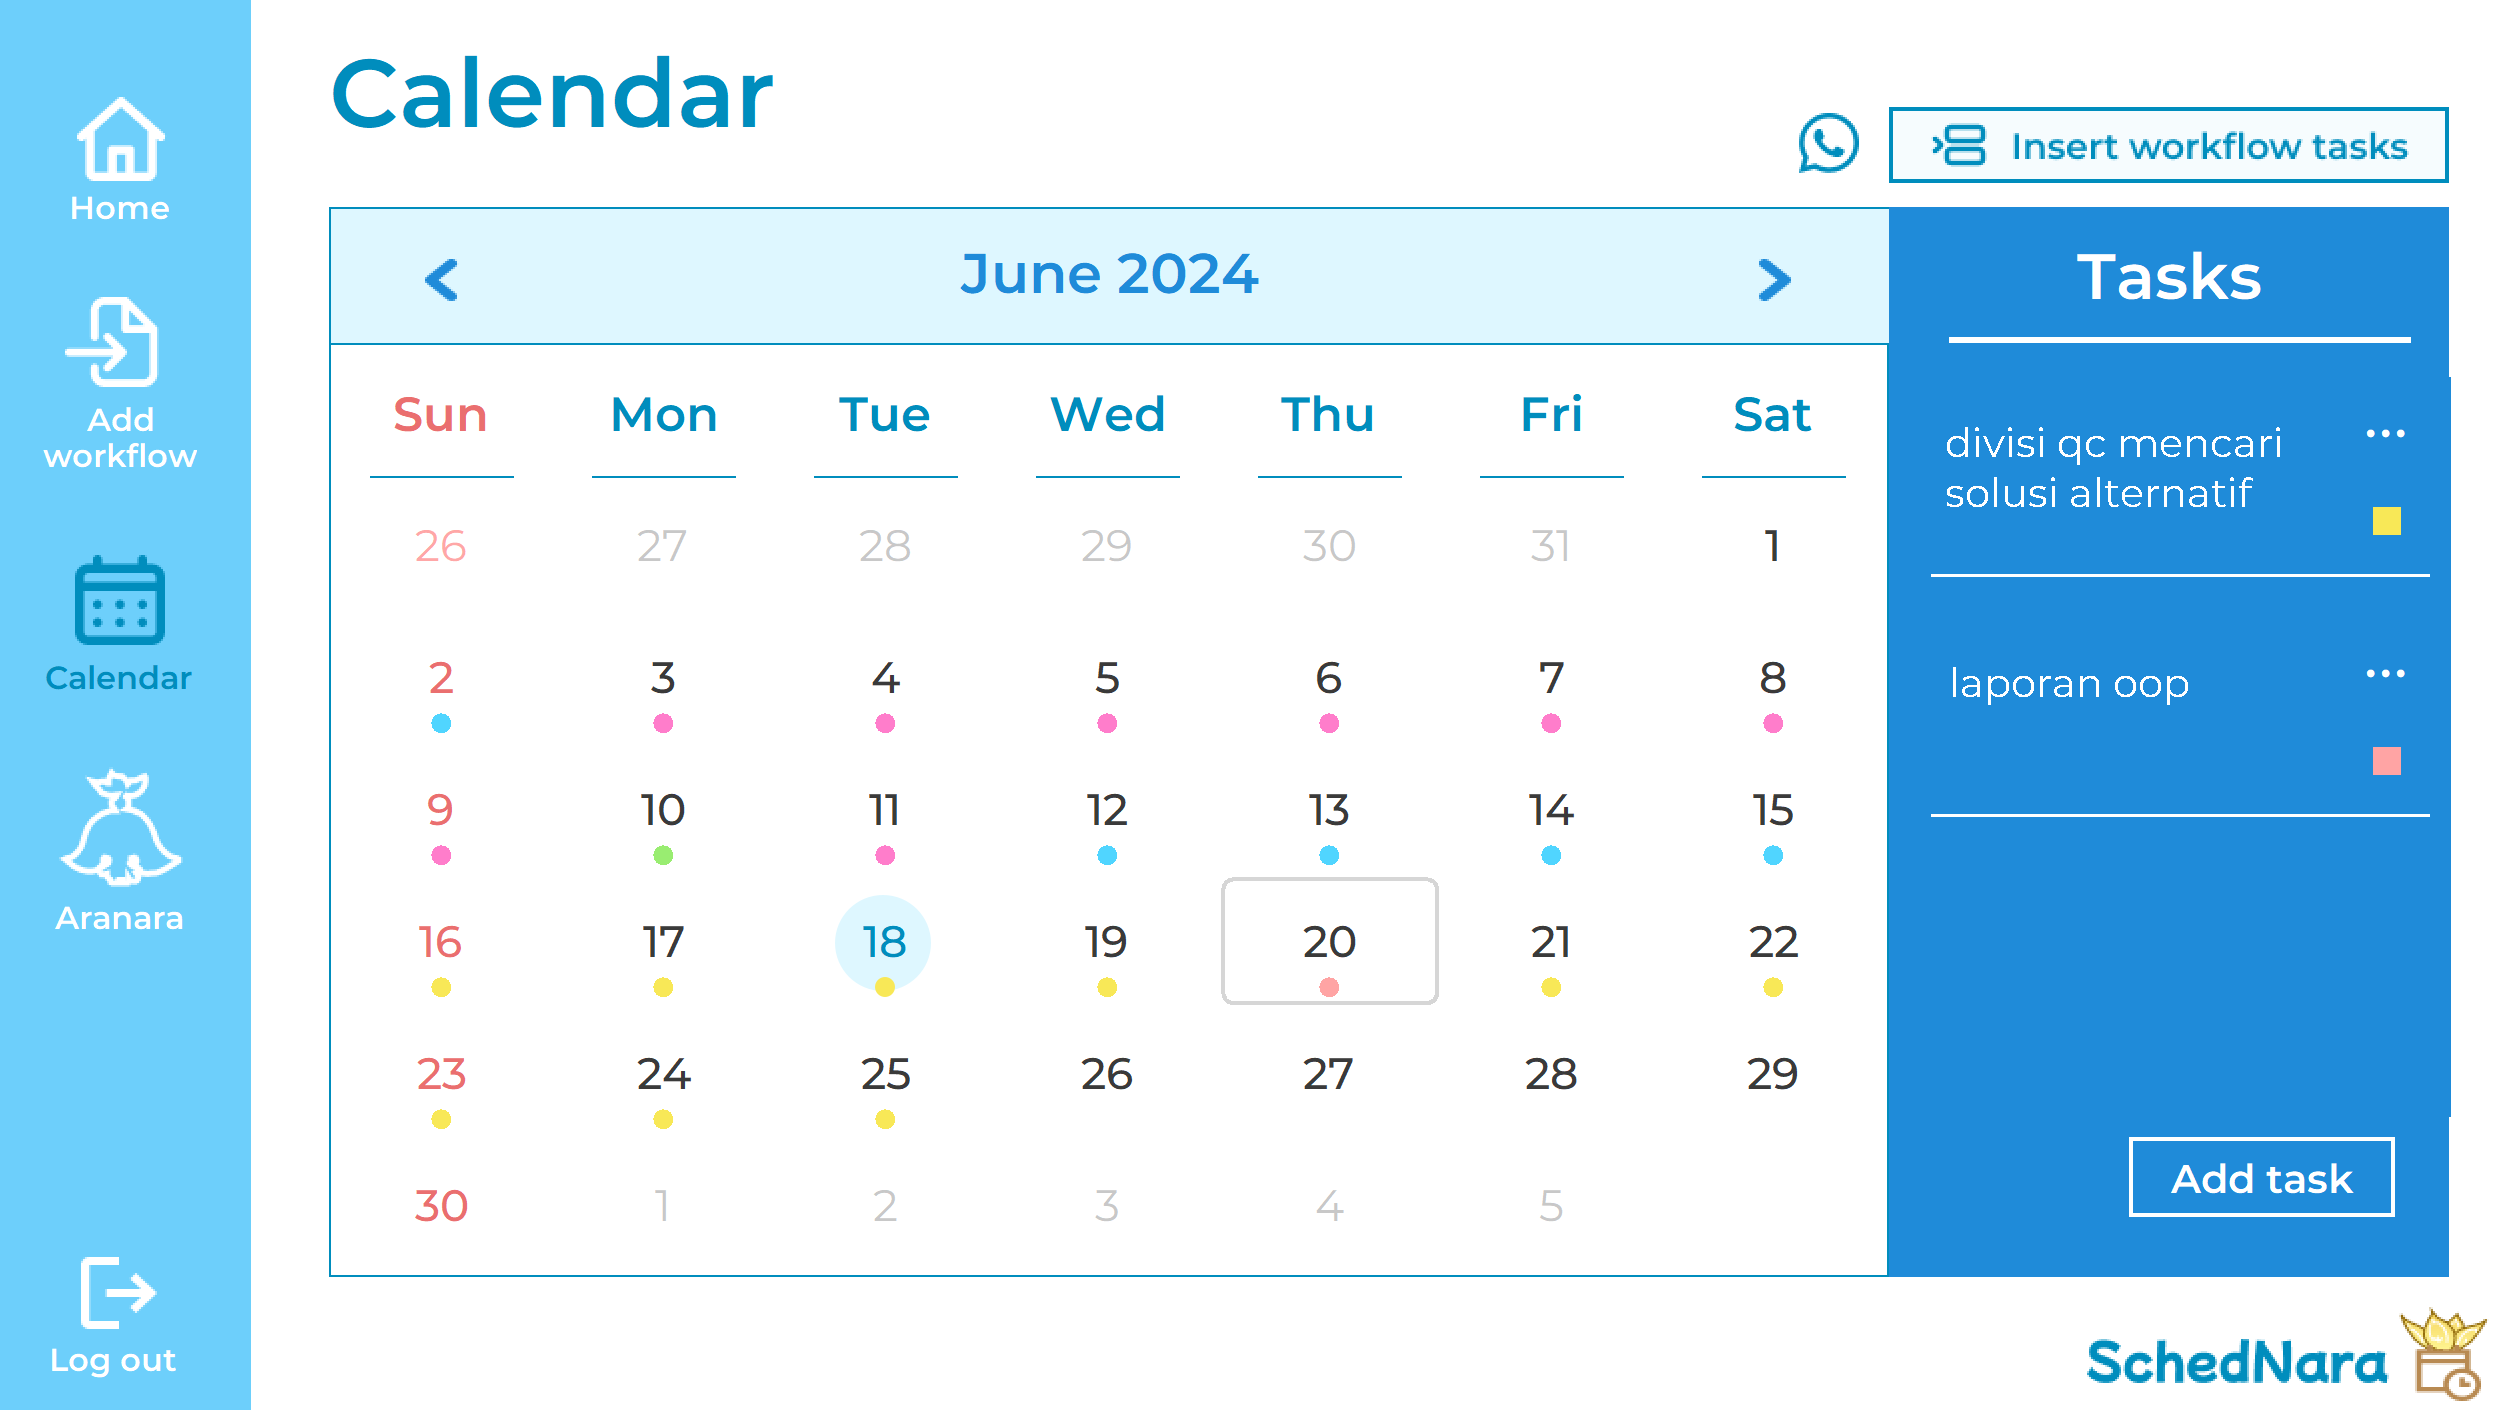 Calendar
Home
Add
workflow
Calendar
Aranara
Log out
Insert workflow tasks
June 2024
Sun Mon Tue Wed Thu Fri Sat
26 27 28 29 30 31 1
2 3 4 5 6 7 8
9 10 11 12 13 14 15
16 17 18 19 20 21 22
23 24 25 26 27 28 29
30 1 2 3 4 5
Tasks
divisi qc mencari
solusi alternatif
laporan oop
Add task
SchedNara